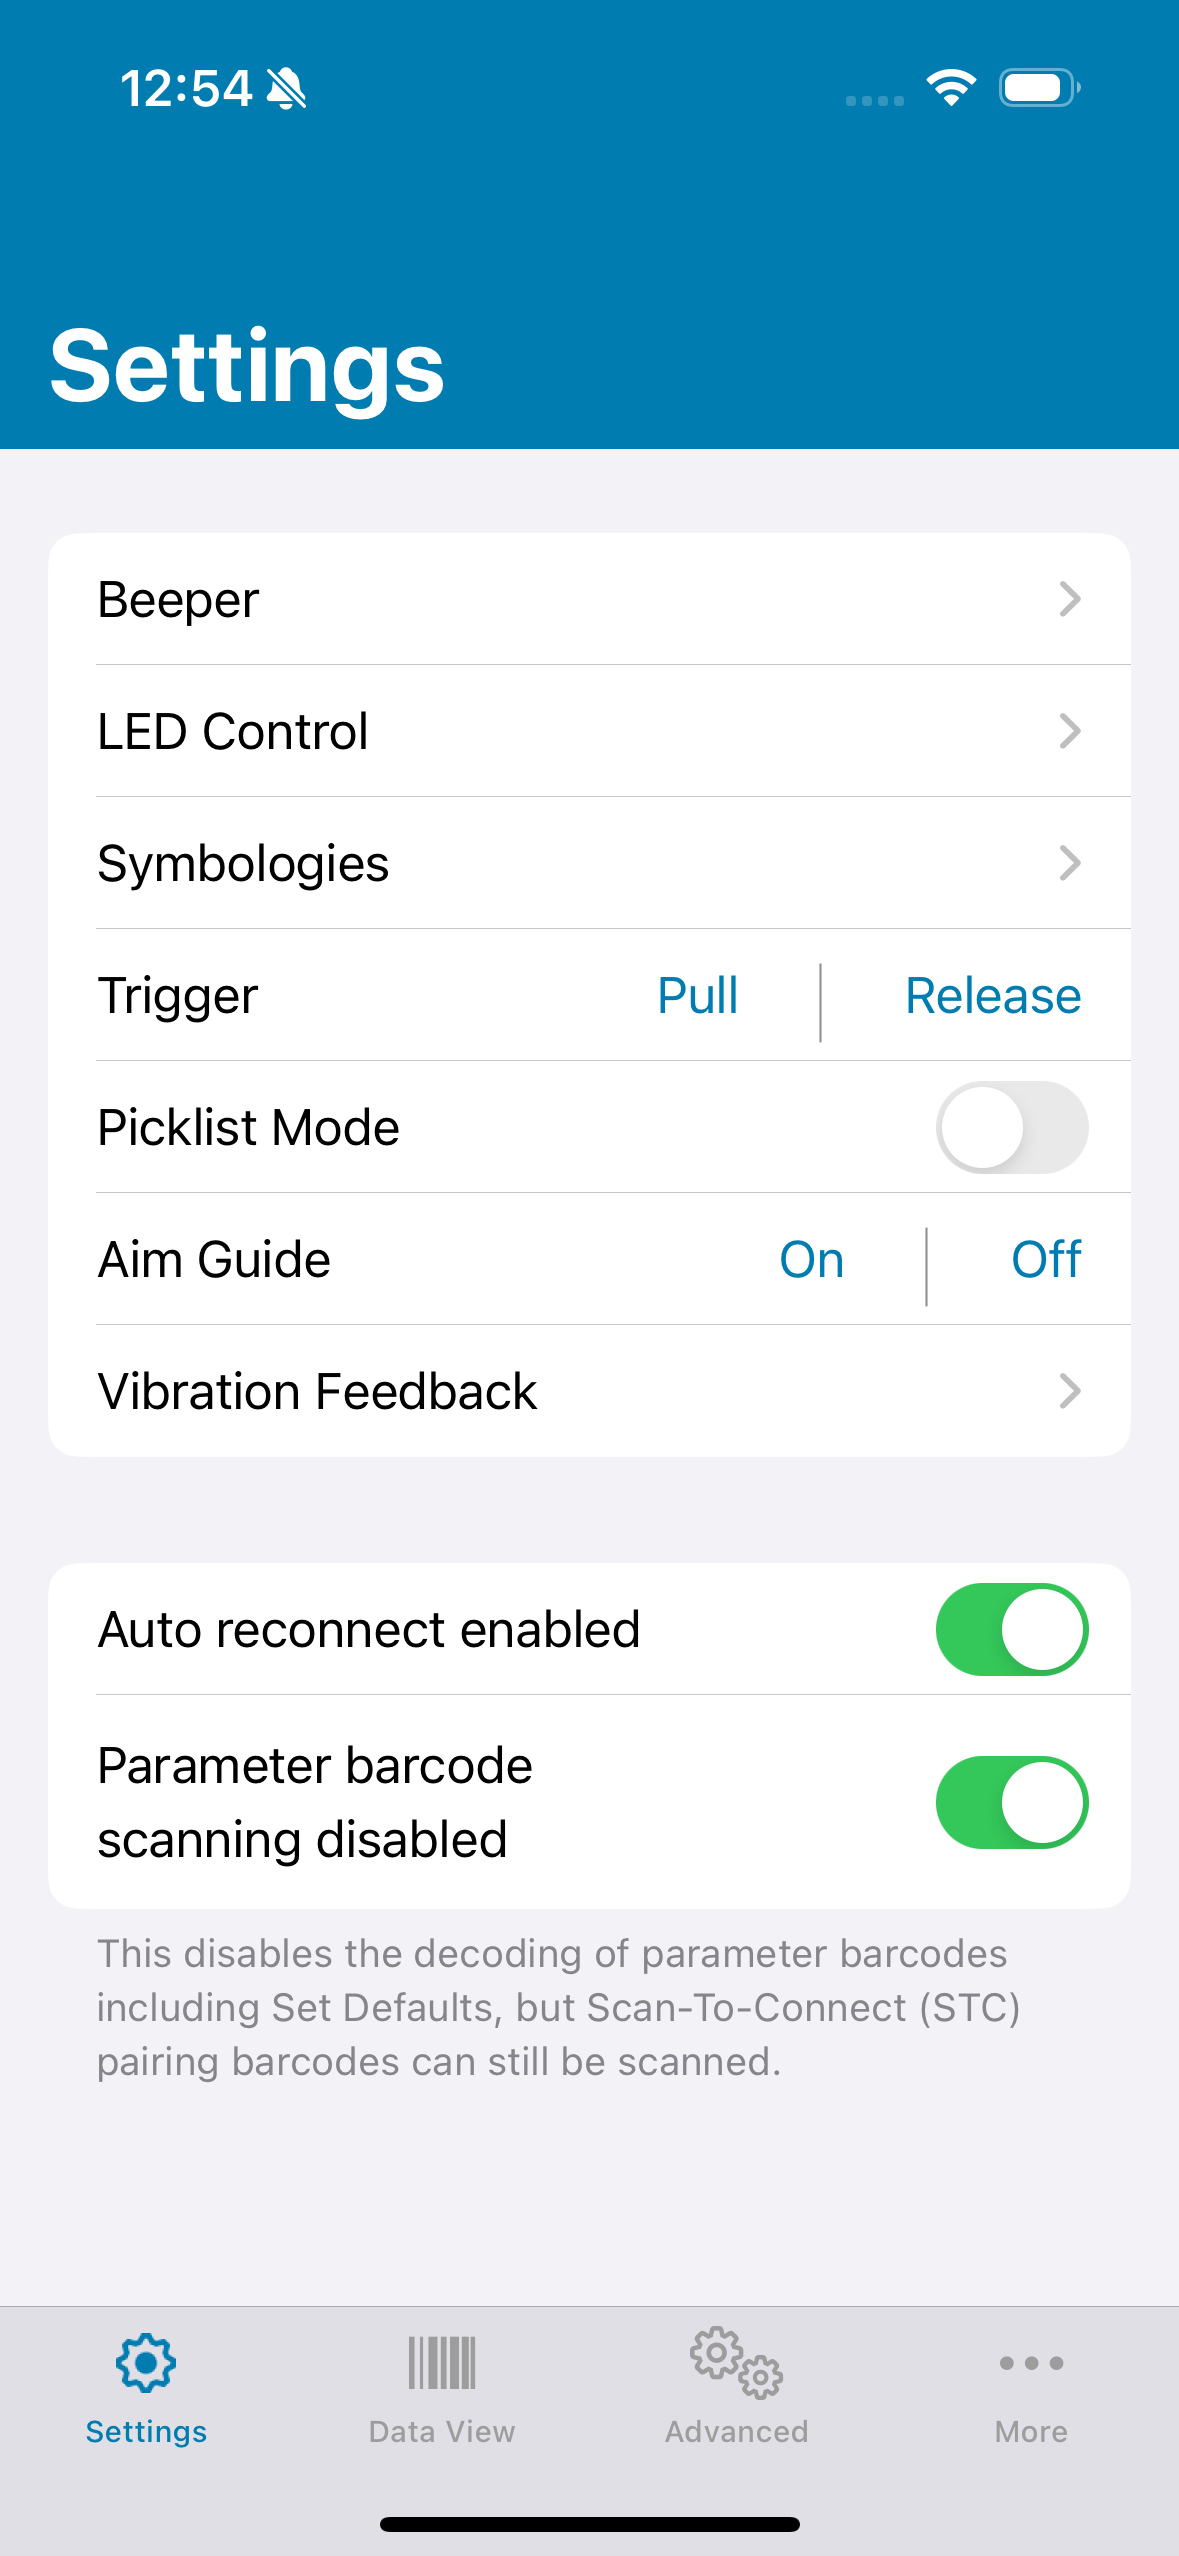 12:54
Settings
Beeper
LED Control
Symbologies
Trigger Pull Release
Picklist Mode
Aim Guide On Off
Vibration Feedback
Auto reconnect enabled
Parameter barcode
scanning disabled
This disables the decoding of parameter barcodes
including Set Defaults, but Scan-To-Connect (STC)
pairing barcodes can still be scanned.
Settings Data View Advanced More